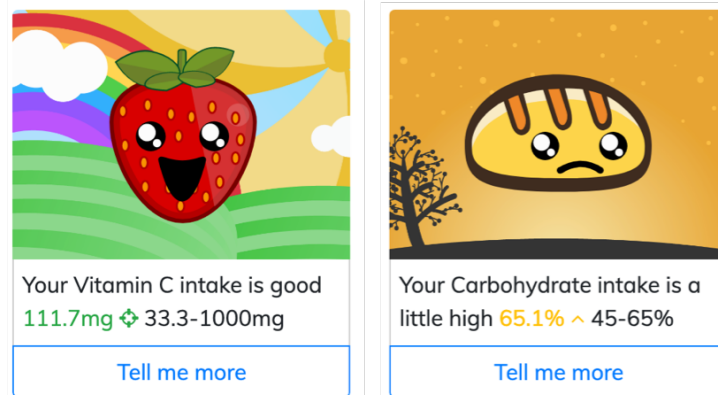 Your Vitamin C intake is good
111.7mg 33.3-1000mg
Tell me more
Your Carbohydrate intake is a
little high 65.1% 45-65%
Tell me more